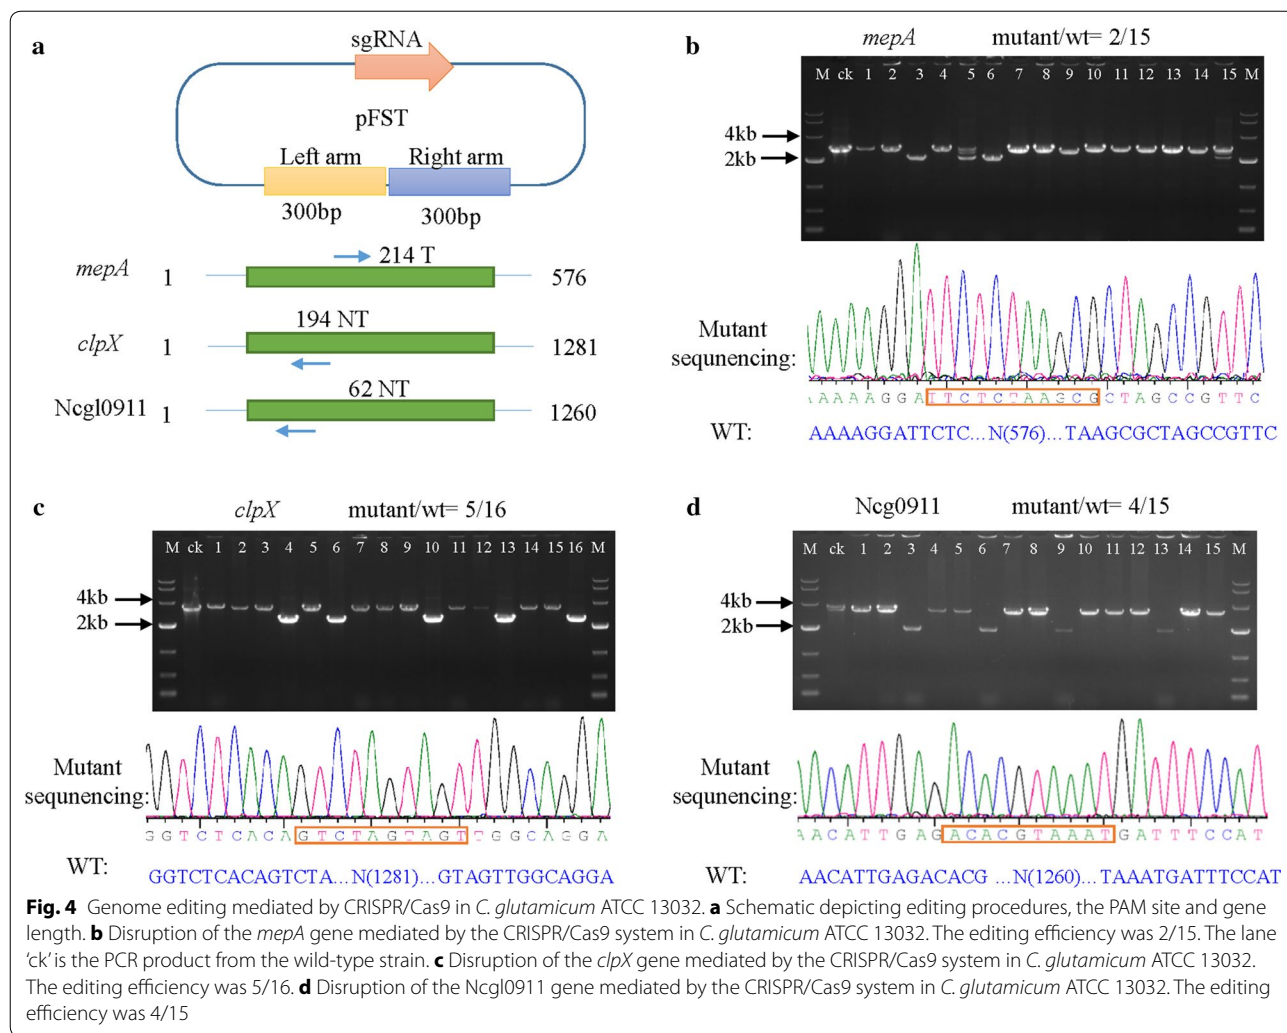 a
sgRNA
pFST
Left arm Right arm
300bp 300bp
214 T
mepA 1 576
194 NT
clpX 1 1281
62 NT
Ncgl0911 1 1260
b mepA mutant/wt= 2/15
M ck 1 2 3 4 5 6 7 8 9 10 11 12 13 14 15 M
4kb
2kb
Mutant
sequnencing:
AAAAGGATTCTCTAAGCGCTAGCCGTTC
WT: AAAAGGATTCTC...N(576)...TAAGCGCTAGCCGTTC
c clpX mutant/wt= 5/16
M ck 1 2 3 4 5 6 7 8 9 10 11 12 13 14 15 16 M
4kb
2kb
Mutant
sequnencing:
GGTCTCACAGTCTAGTAGTTGGCAGGA
WT: GGTCTCACAGTCTA...N(1281)...GTAGTTGGCAGGA
d Ncg0911 mutant/wt= 4/15
M ck 1 2 3 4 5 6 7 8 9 10 11 12 13 14 15 M
4kb
2kb
Mutant
sequnencing:
AACATTGAGACACGTAAATGATTTCCAT
WT: AACATTGAGACACG ...N(1260)...TAAATGATTTCCAT
Fig. 4 Genome editing mediated by CRISPR/Cas9 in C. glutamicum ATCC 13032. a Schematic depicting editing procedures, the PAM site and gene
length. b Disruption of the mepA gene mediated by the CRISPR/Cas9 system in C. glutamicum ATCC 13032. The editing efficiency was 2/15. The lane
'ck' is the PCR product from the wild-type strain. c Disruption of the clpX gene mediated by the CRISPR/Cas9 system in C. glutamicum ATCC 13032.
The editing efficiency was 5/16. d Disruption of the Ncgl0911 gene mediated by the CRISPR/Cas9 system in C. glutamicum ATCC 13032. The editing
efficiency was 4/15